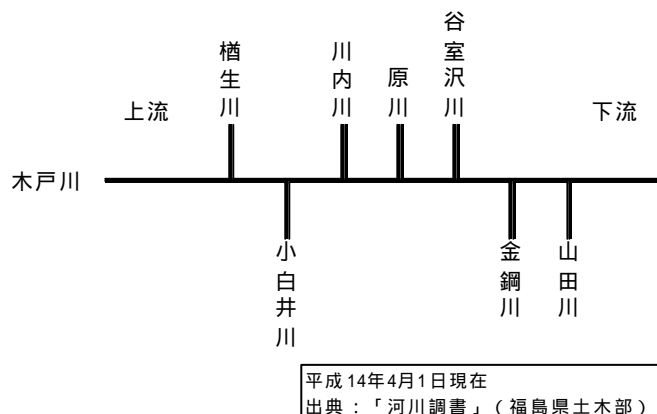 谷室沢川
楢生川
川内川
原川
上流
下流
木戸川
小白井川
金鋼川
山田川
平成14年4月1日現在
出典：「河川調書」（福島県土木部）